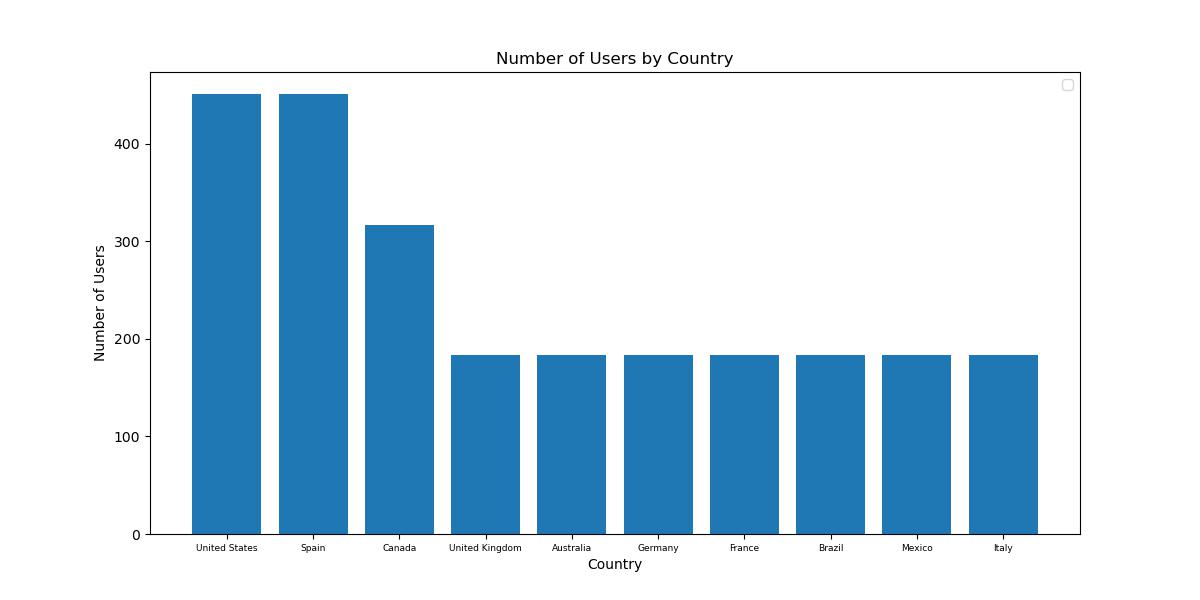 Number of Users by Country
Number of Users
400
300
200
100
0
United States Spain Canada United Kingdom Australia Germany France Brazil Mexico Italy
Country